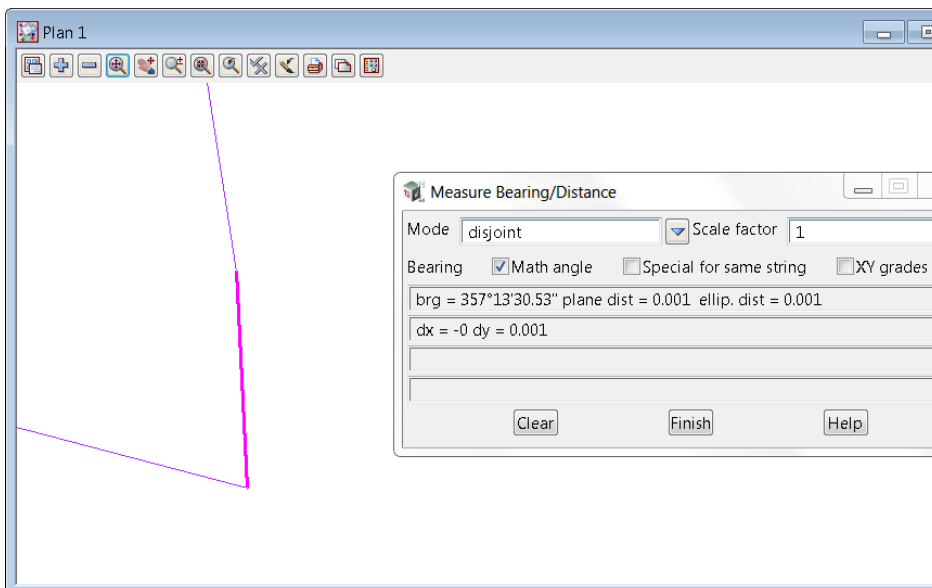 Plan 1
Measure Bearing/Distance
Mode disjoint Scale factor 1
Bearing Math angle Special for same string XY grades
brg = 357°13'30.53" plane dist = 0.001 ellip. dist = 0.001
dx = -0 dy = 0.001
Clear Finish Help